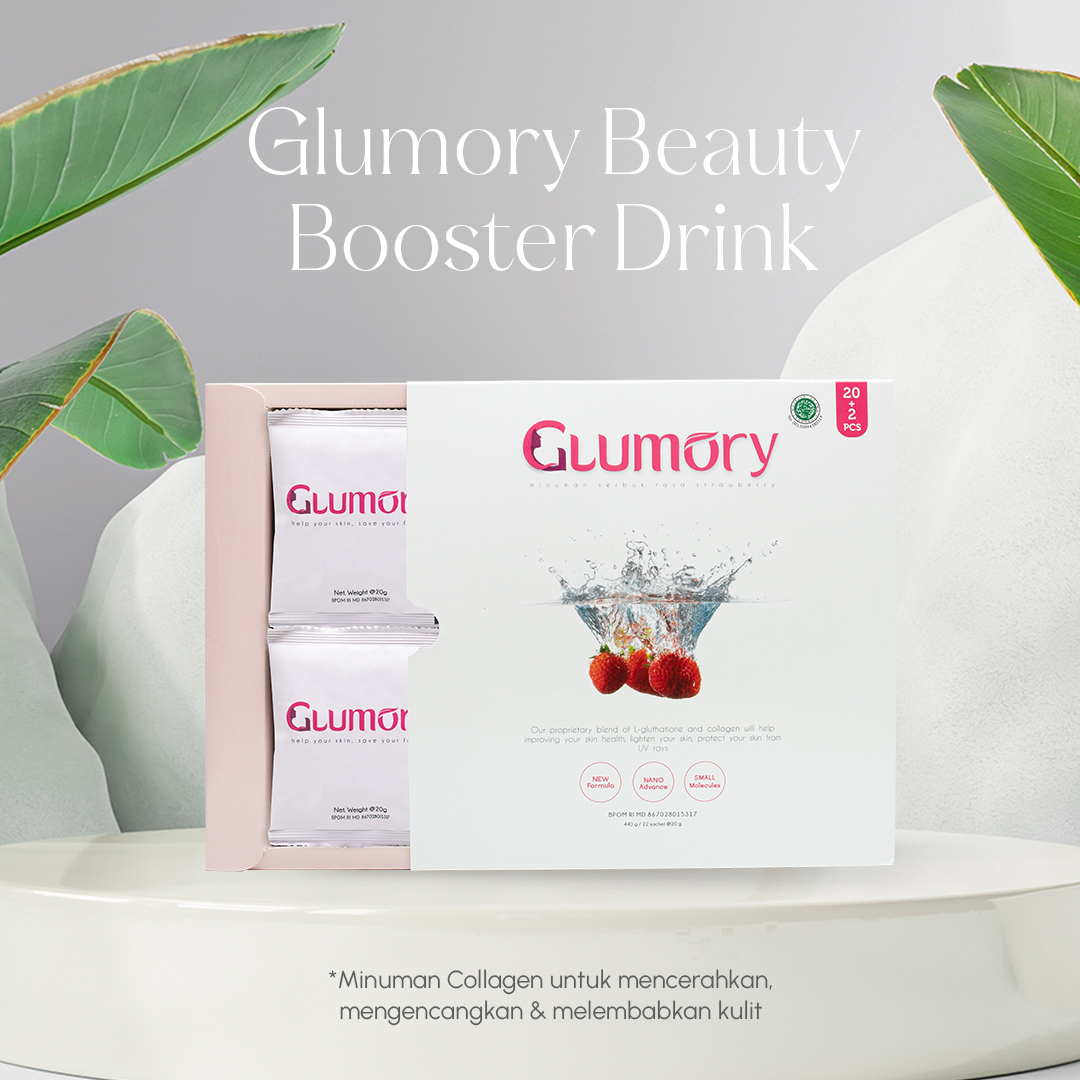 Glumory Beauty
Booster Drink
20
+
2
PCS
GLUMORY
minuman serbuk rasa strawberry
GLUMOR
help your skin, save your f
Net. Weight @20g
BPOM RI MD 867028015317
GLUMOR
help your skin, save your f
Net. Weight @20g
BPOM RI MD 867028015317
Our proprietary blend of L-gluthatione and collagen will help
improving your skin health, lighten your skin, protect your skin from
UV rays
NEW
Formula
NANO
Advance
SMALL
Molecules
BPOM RI MD 867028015317
440 g / 22 sachet @20 g
*Minuman Collagen untuk mencerahkan,
mengencangkan & melembabkan kulit